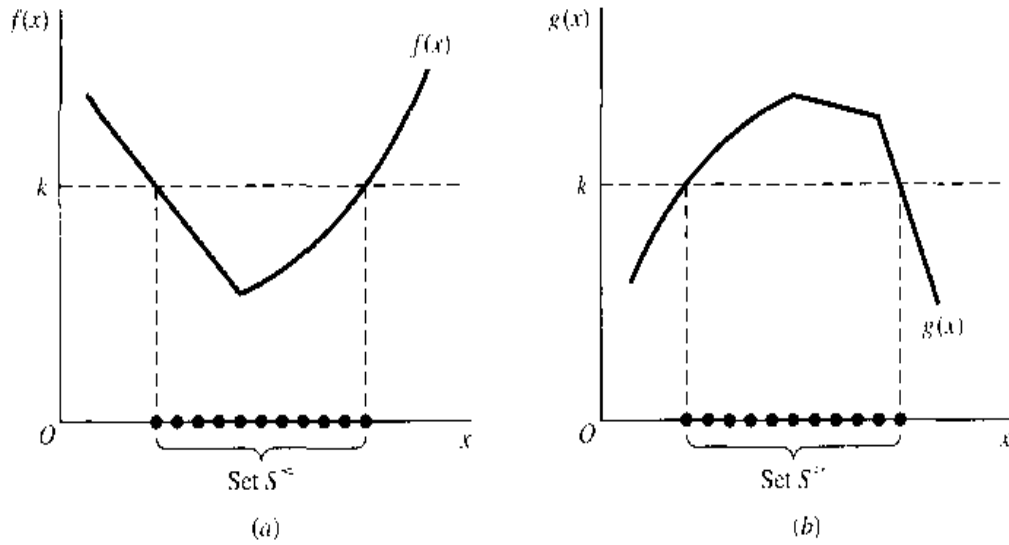 f(x)
f(x)
k
O
x
Set S≤
(a)
g(x)
k
g(x)
O
x
Set S≥
(b)